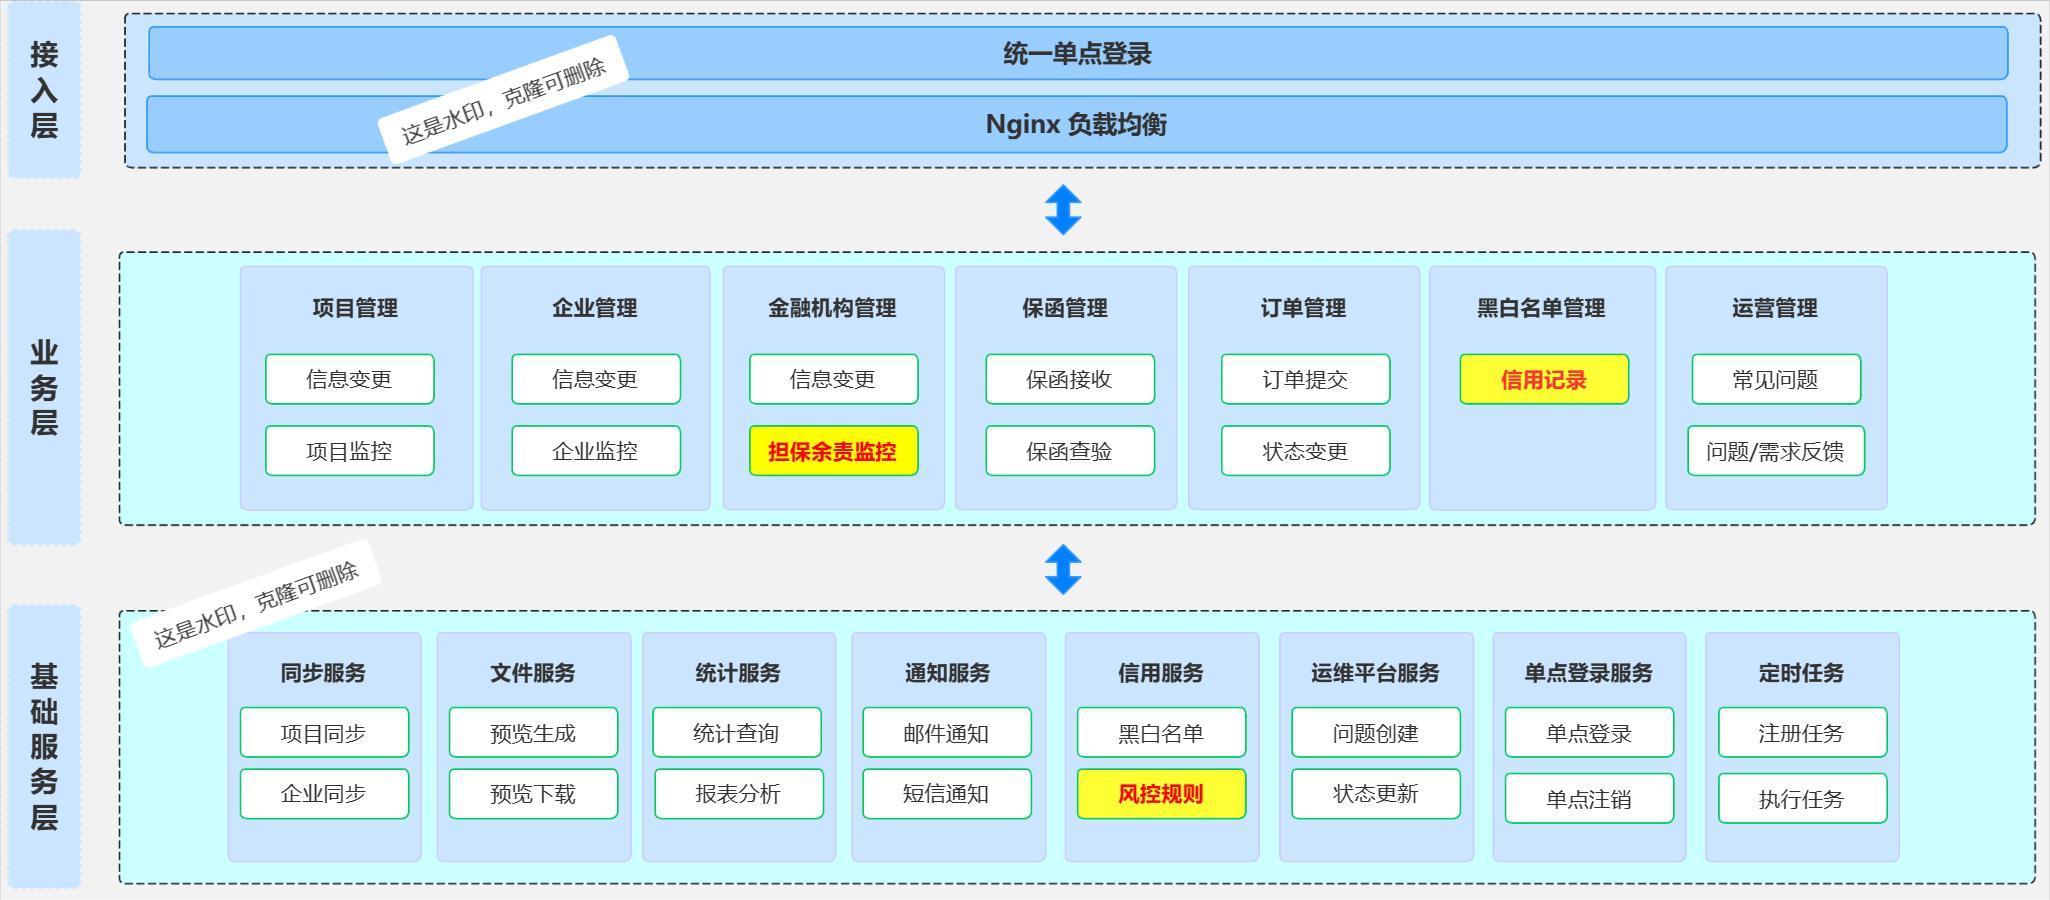 接入层
统一单点登录
Nginx 负载均衡
这是水印，克隆可删除
业务层
项目管理
信息变更
项目监控
企业管理
信息变更
企业监控
金融机构管理
信息变更
担保余责监控
保函管理
保函接收
保函查验
订单管理
订单提交
状态变更
黑白名单管理
信用记录
运营管理
常见问题
问题/需求反馈
这是水印，克隆可删除
基础服务层
同步服务
项目同步
企业同步
文件服务
预览生成
预览下载
统计服务
统计查询
报表分析
通知服务
邮件通知
短信通知
信用服务
黑白名单
风控规则
运维平台服务
问题创建
状态更新
单点登录服务
单点登录
单点注销
定时任务
注册任务
执行任务